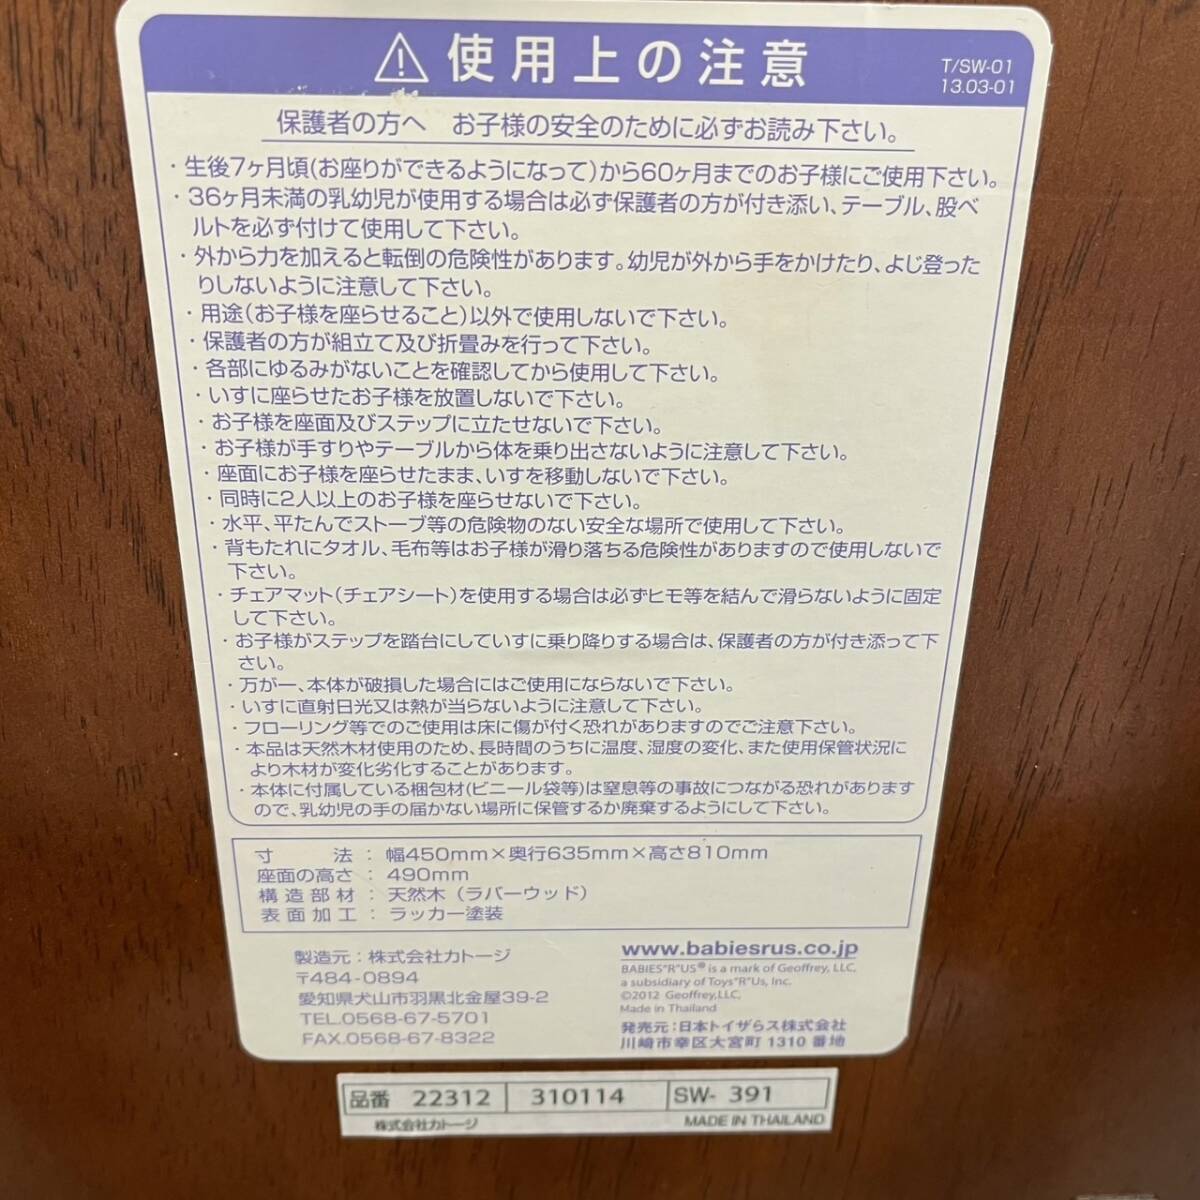 使用上の注意
T/SW-01
13.03-01
保護者の方へ お子様の安全のために必ずお読み下さい。
・生後7ヶ月頃(お座りができるようになって)から60ヶ月までのお子様にご使用下さい。
・36ヶ月未満の乳幼児が使用する場合は必ず保護者の方が付き添い、テーブル、股ベ
ルトを必ず付けて使用して下さい。
・外から力を加えると転倒の危険性があります。幼児が外から手をかけたり、よじ登った
りしないように注意して下さい。
・用途(お子様を座らせること)以外で使用しないで下さい。
・保護者の方が組立て及び折畳みを行って下さい。
・各部にゆるみがないことを確認してから使用して下さい。
・いすに座らせたお子様を放置しないで下さい。
・お子様を座面及びステップに立たせないで下さい。
・お子様が手すりやテーブルから体を乗り出さないように注意して下さい。
・座面にお子様を座らせたまま、いすを移動しないで下さい。
・同時に2人以上のお子様を座らせないで下さい。
・水平、平たんでストーブ等の危険物のない安全な場所で使用して下さい。
・背もたれにタオル、毛布等はお子様が滑り落ちる危険性がありますので使用しないで
下さい。
・チェアマット(チェアシート)を使用する場合は必ずヒモ等を結んで滑らないように固定
して下さい。
・お子様がステップを踏台にしていすに乗り降りする場合は、保護者の方が付き添って下
さい。
・万が一、本体が破損した場合にはご使用にならないで下さい。
・いすに直射日光又は熱が当らないように注意して下さい。
・フローリング等でのご使用は床に傷が付く恐れがありますのでご注意下さい。
・本品は天然木材使用のため、長時間のうちに温度、湿度の変化、また使用保管状況に
より木材が変化劣化することがあります。
・本体に付属している梱包材(ビニール袋等)は窒息等の事故につながる恐れがあります
ので、乳幼児の手の届かない場所に保管するか廃棄するようにして下さい。
寸 法 : 幅450mm×奥行635mm×高さ810mm
座面の高さ : 490mm
構造部材 : 天然木 (ラバーウッド)
表面加工 : ラッカー塗装
製造元 : 株式会社カトージ
〒484-0894
愛知県犬山市羽黒北金屋39-2
TEL.0568-67-5701
FAX.0568-67-8322
www.babiesrus.co.jp
BABIES"R"US® is a mark of Geoffrey, LLC,
a subsidiary of Toys"R"Us, Inc.
©2012 Geoffrey,LLC,
Made in Thailand
発売元 : 日本トイザらス株式会社
川崎市幸区大宮町 1310 番地
品番 22312 310114 SW- 391
株式会社カトージ MADE IN THAILAND